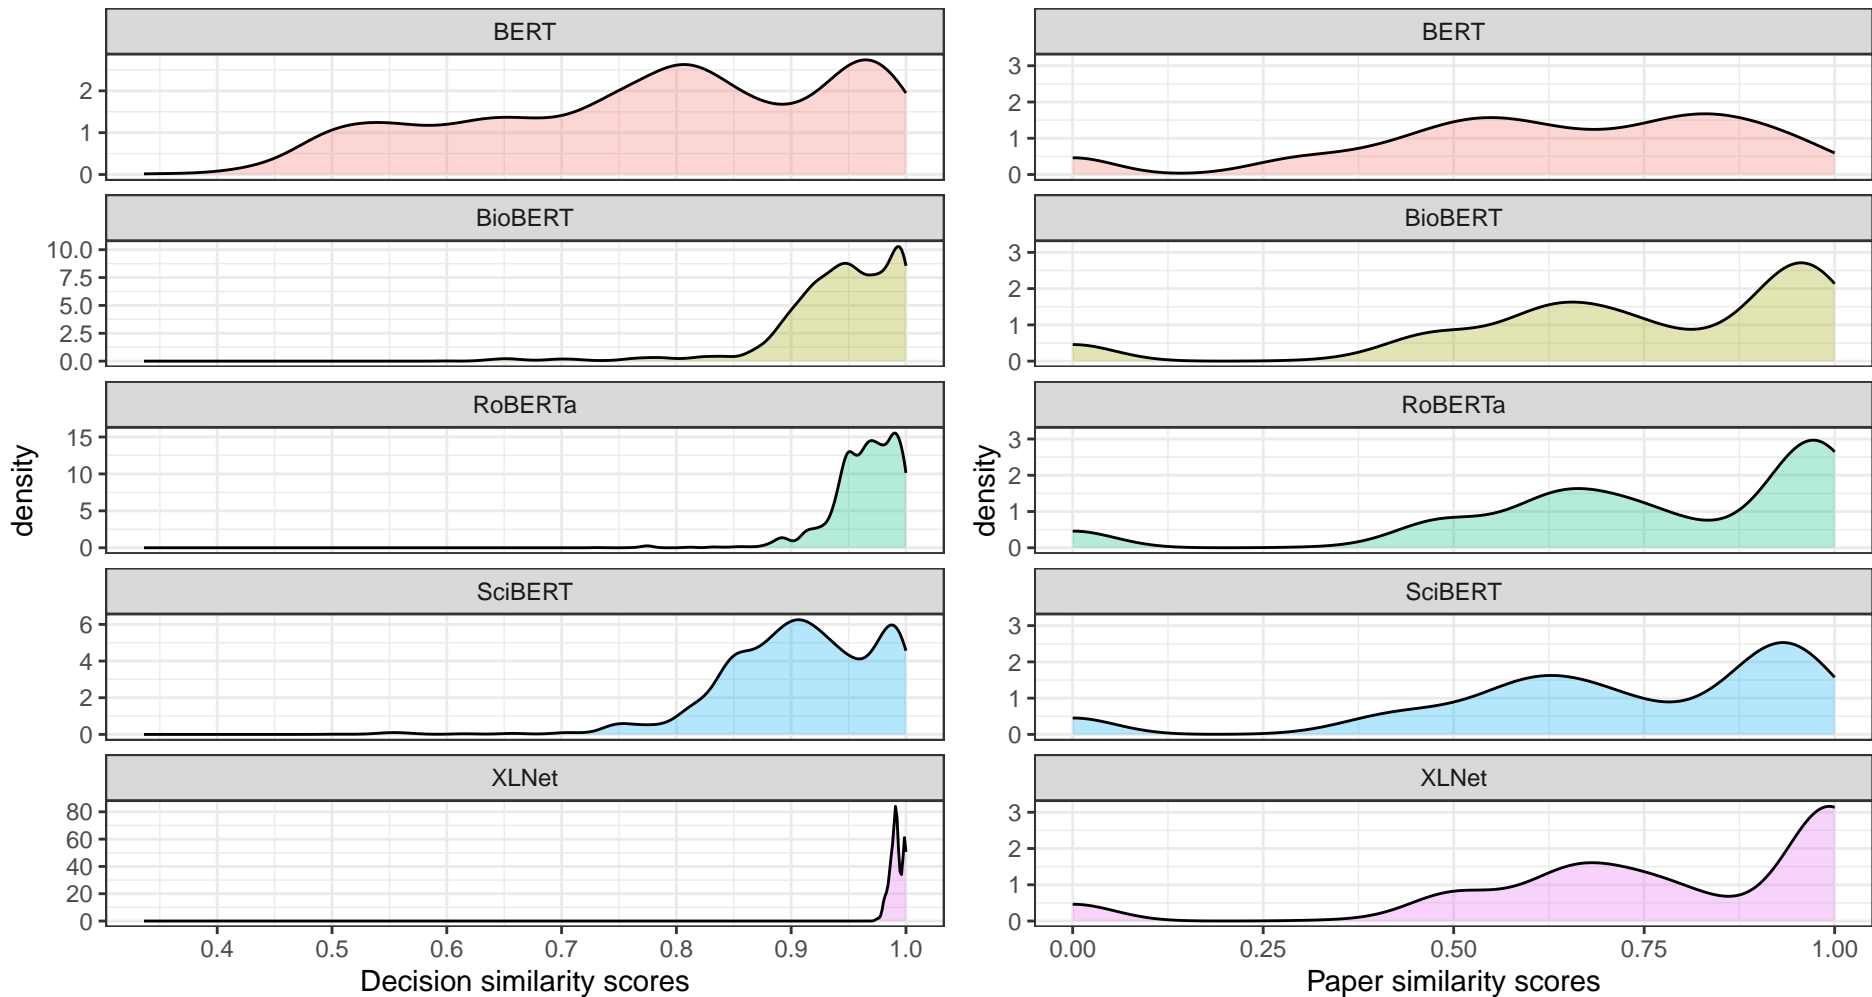 BERT
2
1
0
BioBERT
10.0
7.5
5.0
2.5
0.0
RoBERTa
15
10
5
0
SciBERT
6
4
2
0
XLNet
80
60
40
20
0
0.4 0.5 0.6 0.7 0.8 0.9 1.0
Decision similarity scores
density
BERT
3
2
1
0
BioBERT
3
2
1
0
RoBERTa
3
2
1
0
SciBERT
3
2
1
0
XLNet
3
2
1
0
0.00 0.25 0.50 0.75 1.00
Paper similarity scores
density